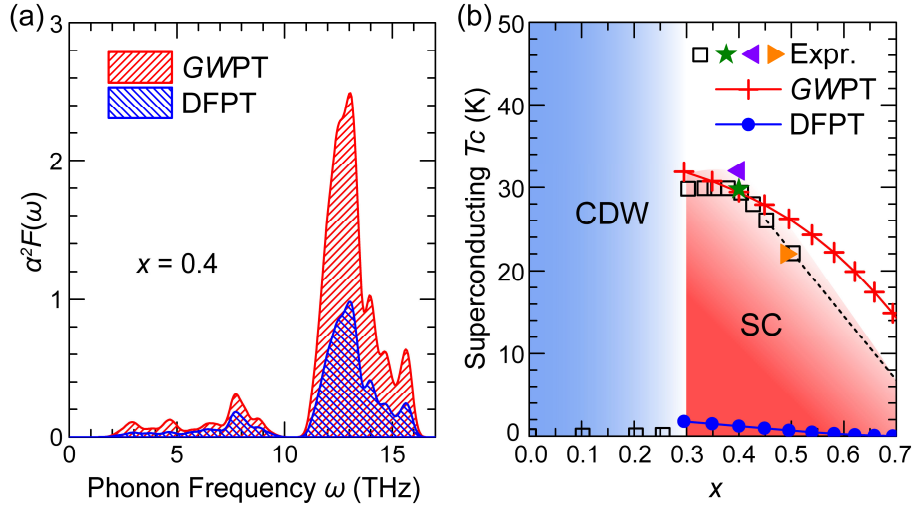 (a)
3
2
1
0
α²F(ω)
GWPT
DFPT
x = 0.4
0 5 10 15
Phonon Frequency ω (THz)
(b)
50
40
30
20
10
0
Superconducting Tc (K)
Expr.
GWPT
DFPT
CDW
SC
0.0 0.1 0.2 0.3 0.4 0.5 0.6 0.7
x